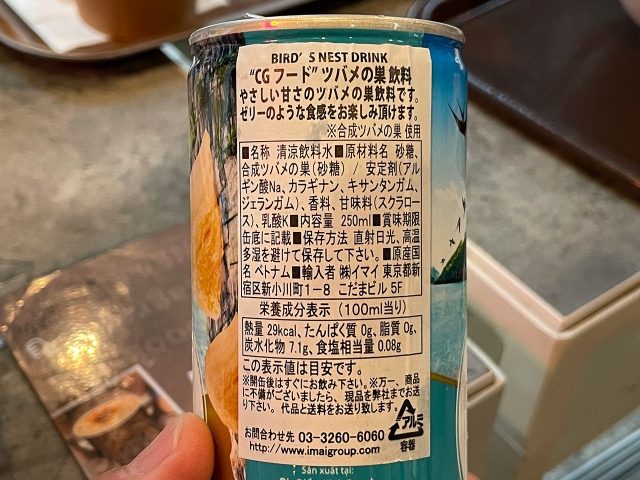 BIRD'S NEST DRINK
"CGフード"ツバメの巣飲料
やさしい甘さのツバメの巣飲料です。
ゼリーのような食感をお楽しみ頂けます。
※合成ツバメの巣 使用
■名称 清涼飲料水■原材料名 砂糖、
合成ツバメの巣(砂糖) / 安定剤(アル
ギン酸Na、カラギナン、キサンタンガム、
ジェランガム)、香料、甘味料(スクラロー
ス)、乳酸K■内容量 250ml■賞味期限
缶底に記載■保存方法 直射日光、高温
多湿を避けて保存して下さい。■原産国
名 ベトナム■輸入者 ㈱イマイ 東京都新
宿区新小川町1-8 こだまビル 5F
栄養成分表示 (100ml当り)
熱量 29kcal、たんぱく質 0g、脂質 0g、
炭水化物 7.1g、食塩相当量 0.08g
この表示値は目安です。
※開缶後はすぐにお飲み下さい。※万一、商品
に不備がございましたら、現品を弊社までお送
り下さい。 代品と送料をお送り致します。
お問合わせ先 03-3260-6060
www.imaigroup.com/
アルミ
容器
Sản xuất tại: